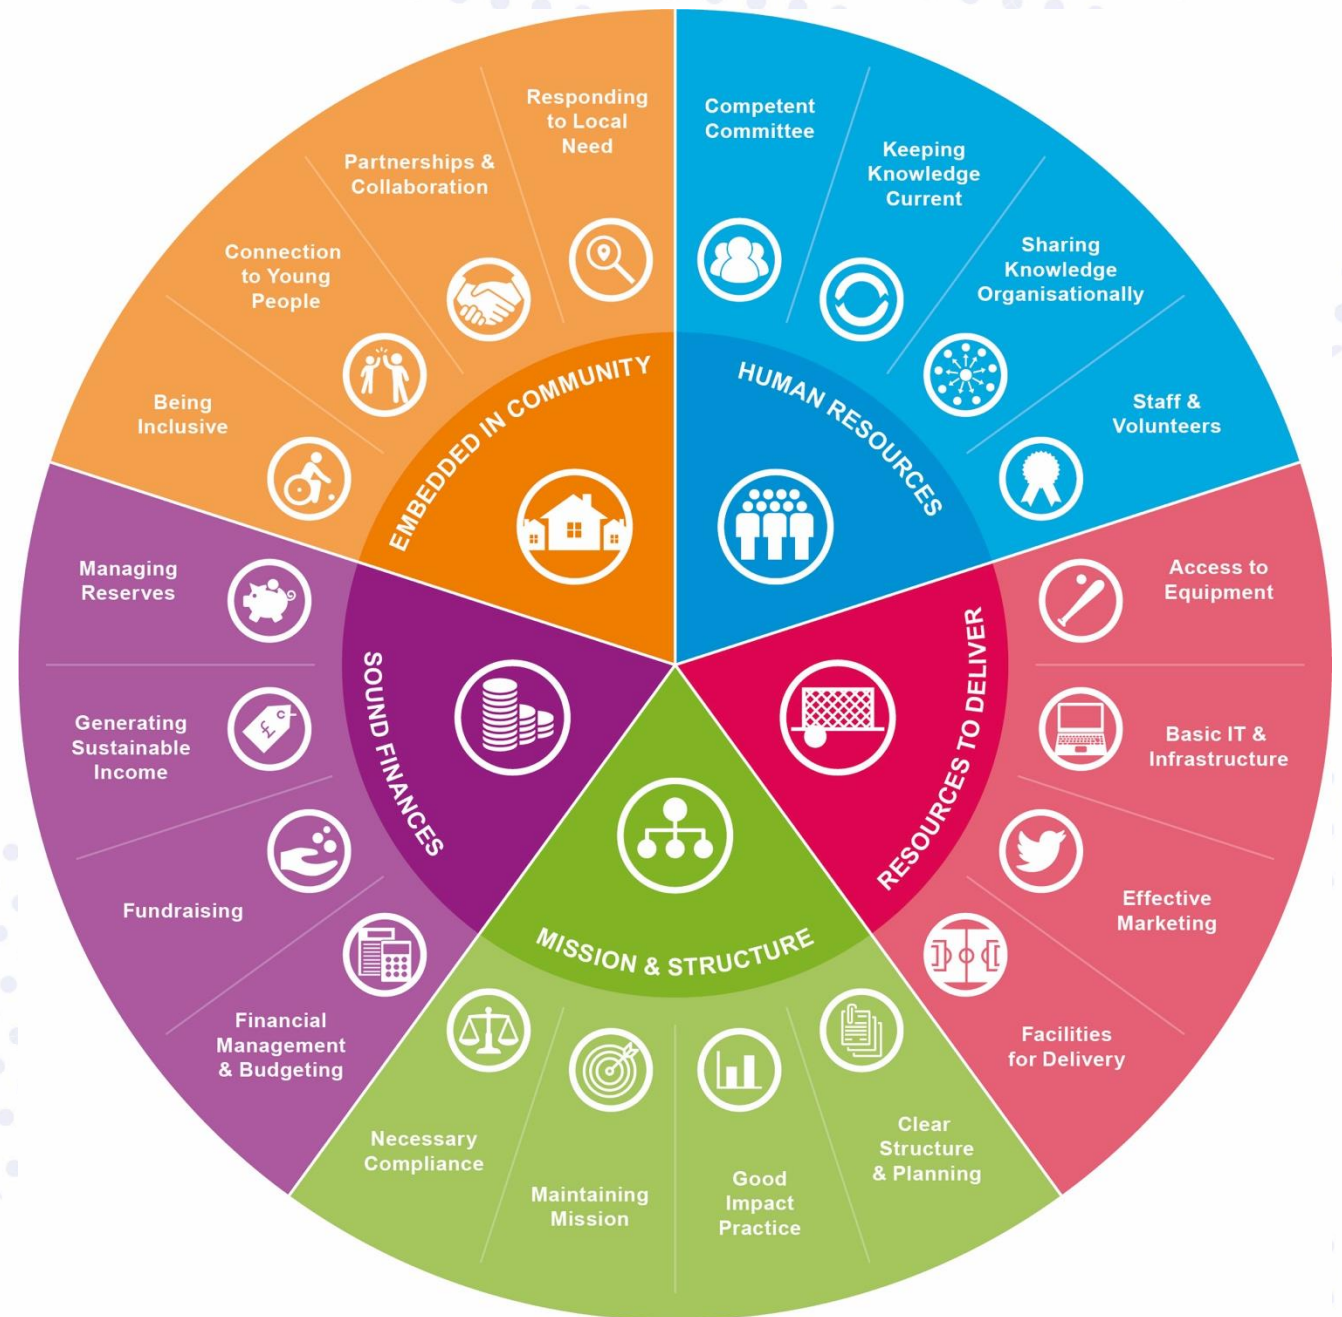 Responding
to Local
Need
Partnerships &
Collaboration
Connection
to Young
People
Being
Inclusive
EMBEDDED IN COMMUNITY
Competent
Committee
Keeping
Knowledge
Current
Sharing
Knowledge
Organisationally
Staff &
Volunteers
HUMAN RESOURCES
Access to
Equipment
Basic IT &
Infrastructure
Effective
Marketing
Facilities
for Delivery
RESOURCES TO DELIVER
Clear
Structure
& Planning
Good
Impact
Practice
Maintaining
Mission
Necessary
Compliance
MISSION & STRUCTURE
Financial
Management
& Budgeting
Fundraising
Generating
Sustainable
Income
£
Managing
Reserves
SOUND FINANCES